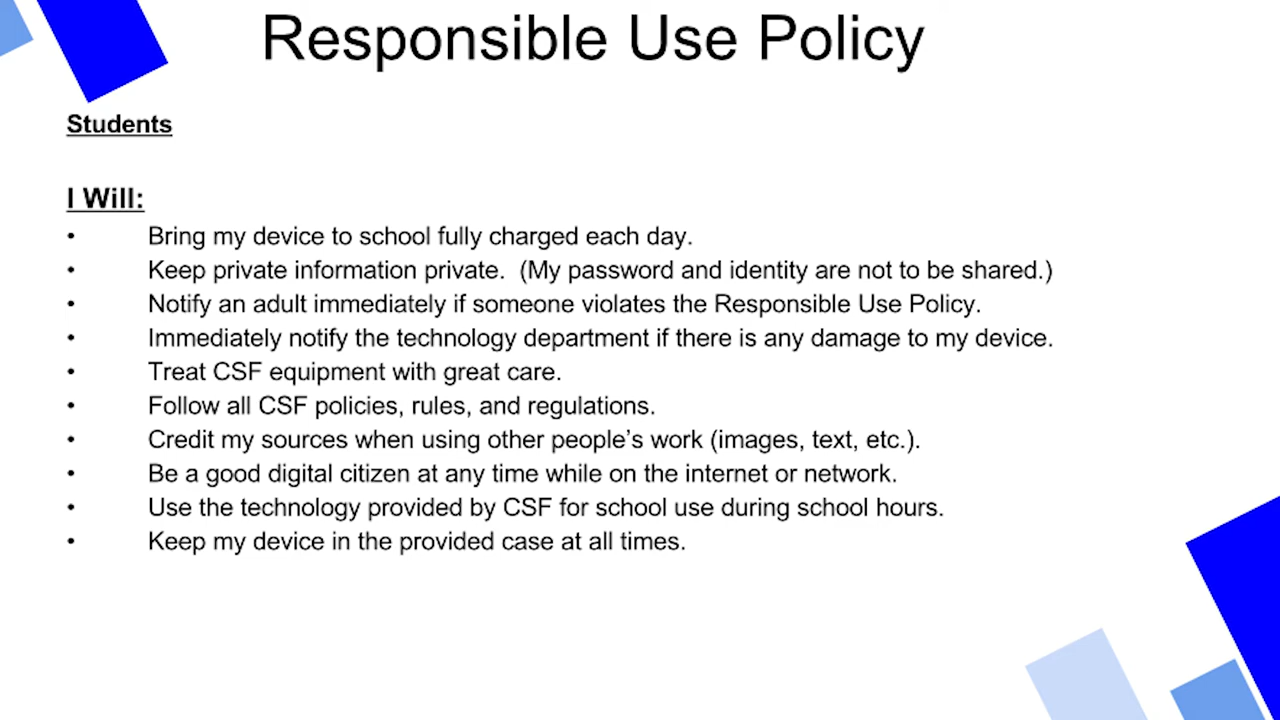 Responsible Use Policy
Students
I Will:
• Bring my device to school fully charged each day.
• Keep private information private.  (My password and identity are not to be shared.)
• Notify an adult immediately if someone violates the Responsible Use Policy.
• Immediately notify the technology department if there is any damage to my device.
• Treat CSF equipment with great care.
• Follow all CSF policies, rules, and regulations.
• Credit my sources when using other people’s work (images, text, etc.).
• Be a good digital citizen at any time while on the internet or network.
• Use the technology provided by CSF for school use during school hours.
• Keep my device in the provided case at all times.